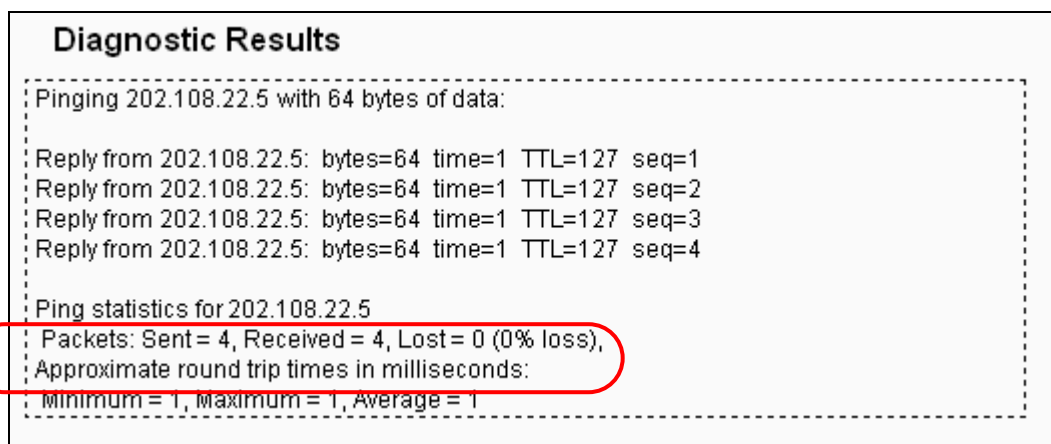 Diagnostic Results
Pinging 202.108.22.5 with 64 bytes of data:
Reply from 202.108.22.5: bytes=64 time=1 TTL=127 seq=1
Reply from 202.108.22.5: bytes=64 time=1 TTL=127 seq=2
Reply from 202.108.22.5: bytes=64 time=1 TTL=127 seq=3
Reply from 202.108.22.5: bytes=64 time=1 TTL=127 seq=4
Ping statistics for 202.108.22.5
Packets: Sent = 4, Received = 4, Lost = 0 (0% loss),
Approximate round trip times in milliseconds:
Minimum = 1, Maximum = 1, Average = 1